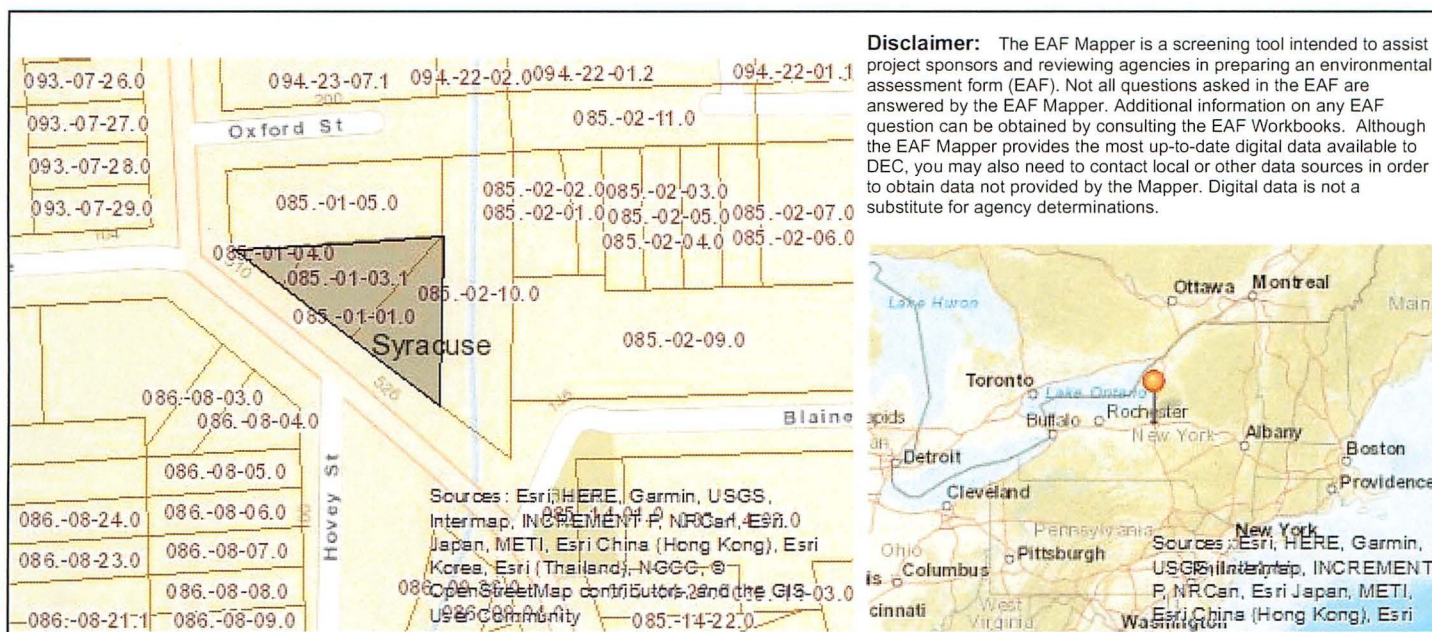 Disclaimer: The EAF Mapper is a screening tool intended to assist
project sponsors and reviewing agencies in preparing an environmental
assessment form (EAF). Not all questions asked in the EAF are
answered by the EAF Mapper. Additional information on any EAF
question can be obtained by consulting the EAF Workbooks. Although
the EAF Mapper provides the most up-to-date digital data available to
DEC, you may also need to contact local or other data sources in order
to obtain data not provided by the Mapper. Digital data is not a
substitute for agency determinations.
093.-07-26.0
094.-23-07.1
094.-22-02.0
094.-22-01.2
094.-22-01.1
200
093.-07-27.0
Oxford St
085.-02-11.0
093.-07-28.0
093.-07-29.0
104
085.-01-05.0
085.-02-02.0
085.-02-03.0
085.-02-01.0
085.-02-05.0
085.-02-07.0
085.-02-04.0
085.-02-06.0
085.-01-04.0
510
085.-01-03.1
085.-02-10.0
085.-01-01.0
Syracuse
085.-02-09.0
526
086.-08-03.0
086.-08-04.0
Blaine
086.-08-05.0
086.-08-24.0
086.-08-06.0
Hovey St
086.-08-23.0
086.-08-07.0
086.-08-08.0
086.-08-21.1
086.-08-09.0
085.-14-22.0
Sources: Esri, HERE, Garmin, USGS,
Intermap, INCREMENT P, NRCan, Esri
Japan, METI, Esri China (Hong Kong), Esri
Korea, Esri (Thailand), NGCC, ©
OpenStreetMap contributors, and the GIS
User Community
Ottawa
Montreal
Main
Lake Huron
Toronto
Lake Ontario
Rochester
apids
Buffalo
New York
Albany
Boston
Detroit
Providence
Cleveland
Pennsylvania
New York
Ohio
Pittsburgh
Columbus
cinnati
West
Virginia
Washington
Sources: Esri, HERE, Garmin,
USGS, Intermap, INCREMENT
P, NRCan, Esri Japan, METI,
Esri China (Hong Kong), Esri